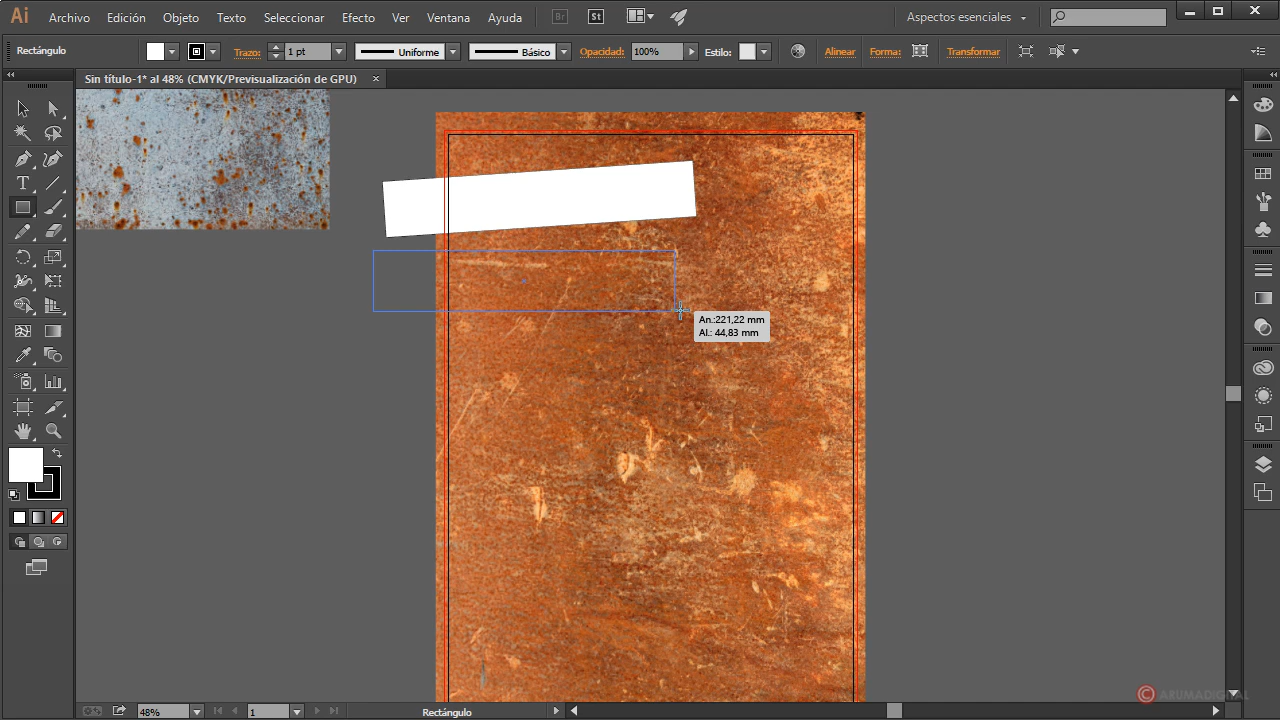 Ai Archivo Edición Objeto Texto Seleccionar Efecto Ver Ventana Ayuda Br St Aspectos esenciales
Rectángulo Trazo: 1 pt Uniforme Básico Opacidad: 100% Estilo: Alinear Forma: Transformar
Sin título-1* al 48% (CMYK/Previsualización de GPU) ×
T
An.:221,22 mm
Al.: 44,83 mm
© ARUMADIGITAL
48% 1 Rectángulo